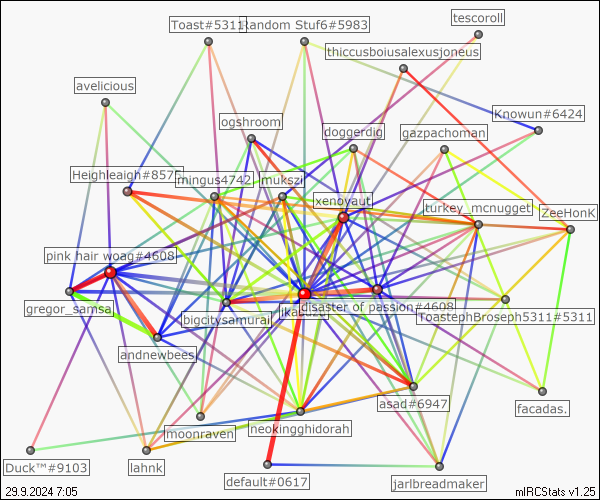 tescoroll
Toast#5311
Random Stuf6#5983
thiccusboiusalexusjoneus
avelicious
Knowun#6424
ogshroom
doggerdig
gazpachoman
Heighleaigh#857
mingus4742
mukszi
xenoyaut
turkey_mcnugget
ZeeHonK
pink hair woag#4608
gregor_samsa
bigcitysamurai
disaster of passion#4608
ToastephBroseph5311#5311
andnewbees
asad#6947
facadas.
moonraven
neokingghidorah
Duck™#9103
lahnk
default#0617
jarlbreadmaker
29.9.2024 7:05
mIRCStats v1.25